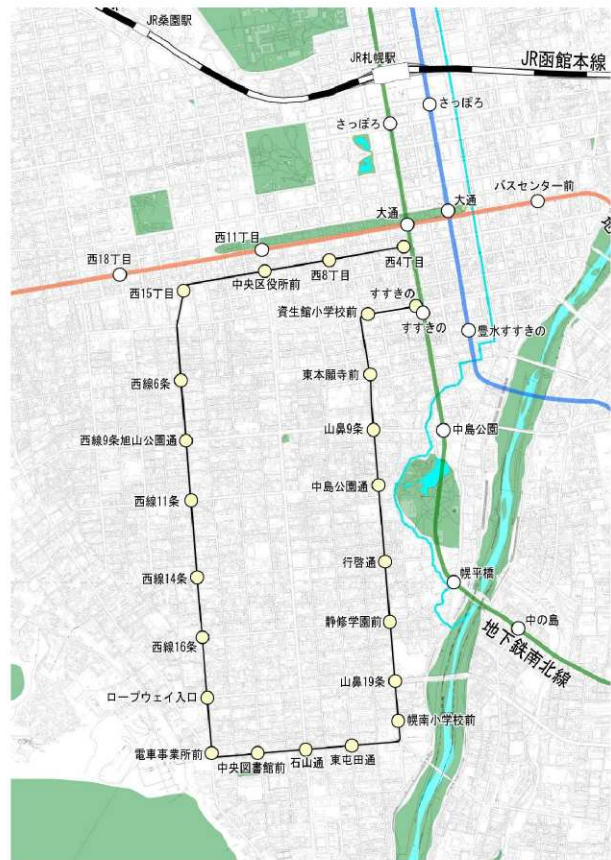 JR桑園駅
JR札幌駅
JR函館本線
さっぽろ
さっぽろ
バスセンター前
大通
大通
西11丁目
西18丁目
西4丁目
西8丁目
中央区役所前
西15丁目
すすきの
資生館小学校前
すすきの
豊水すすきの
東本願寺前
西線6条
山鼻9条
中島公園
西線9条旭山公園通
中島公園通
西線11条
行啓通
西線14条
幌平橋
静修学園前
中の島
西線16条
地下鉄南北線
山鼻19条
ロープウェイ入口
幌南小学校前
電車事業所前
中央図書館前
石山通
東屯田通
地